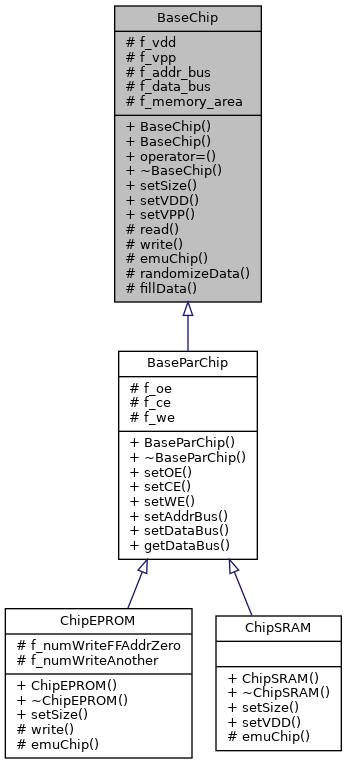 BaseChip
# f_vdd
# f_vpp
# f_addr_bus
# f_data_bus
# f_memory_area
+ BaseChip()
+ BaseChip()
+ operator=()
+ ~BaseChip()
+ setSize()
+ setVDD()
+ setVPP()
# read()
# write()
# emuChip()
# randomizeData()
# fillData()
BaseParChip
# f_oe
# f_ce
# f_we
+ BaseParChip()
+ ~BaseParChip()
+ setOE()
+ setCE()
+ setWE()
+ setAddrBus()
+ setDataBus()
+ getDataBus()
ChipEPROM
# f_numWriteFFAddrZero
# f_numWriteAnother
+ ChipEPROM()
+ ~ChipEPROM()
+ setSize()
# write()
# emuChip()
ChipSRAM
+ ChipSRAM()
+ ~ChipSRAM()
+ setSize()
+ setVDD()
# emuChip()